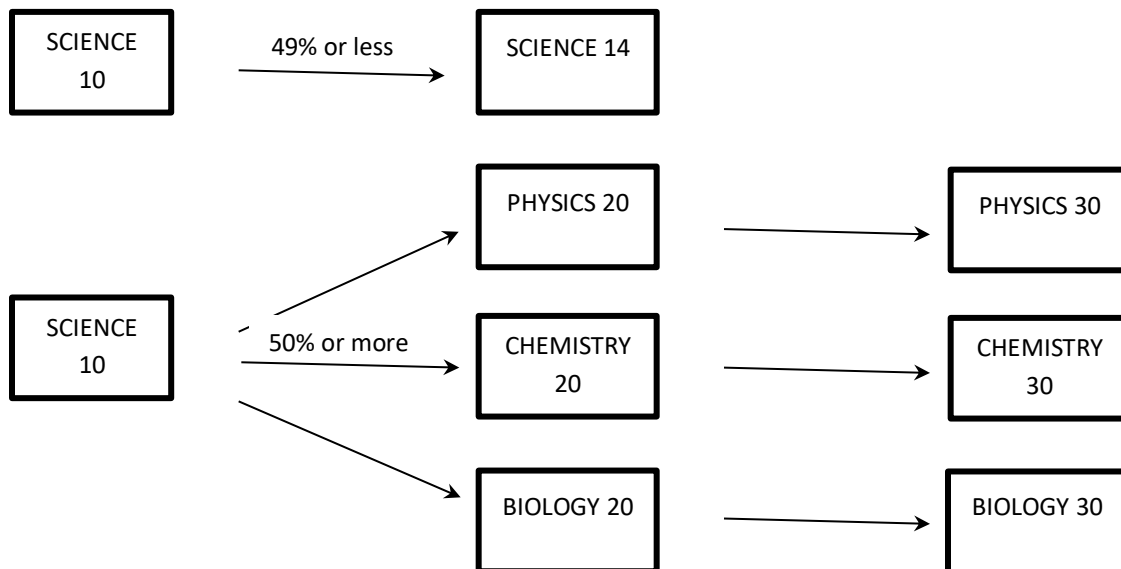 SCIENCE
10
49% or less
SCIENCE 14
PHYSICS 20
PHYSICS 30
SCIENCE
10
50% or more
CHEMISTRY
20
CHEMISTRY
30
BIOLOGY 20
BIOLOGY 30